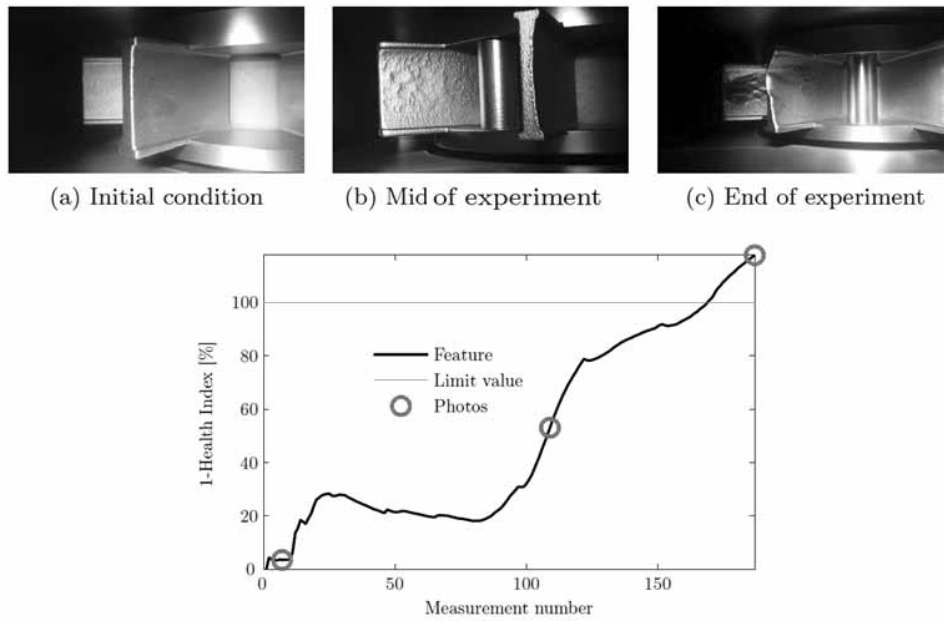 (a) Initial condition
(b) Mid of experiment
(c) End of experiment
1-Health Index [%]
100
80
60
40
20
0
Feature
Limit value
Photos
0
50
100
150
Measurement number